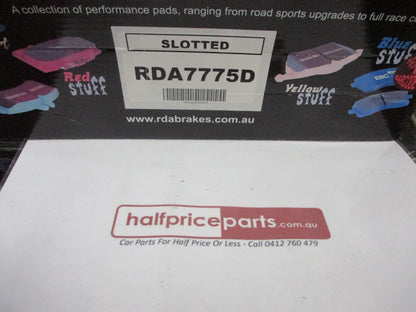 A collection of performance pads, ranging from road sports upgrades to full race co
SLOTTED
RDA7775D
Red
STUFF
Yellow
STUFF
Blue
STUFF
www.rdabrakes.com.au
halfpriceparts.com.au
Car Parts For Half Price Or Less - Call 0412 760 479